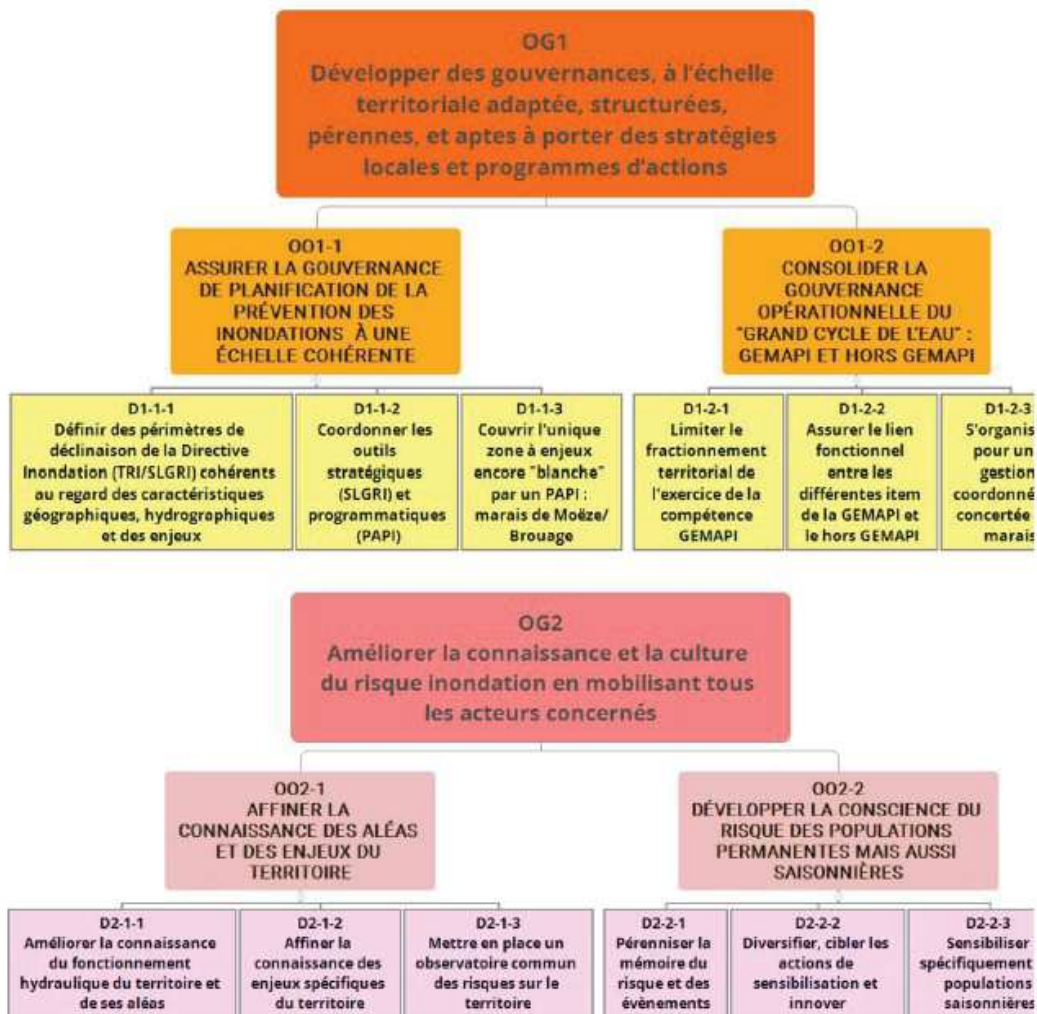 OG1
Développer des gouvernances, à l'échelle
territoriale adaptée, structurées,
pérennes, et aptes à porter des stratégies
locales et programmes d'actions
OO1-1
ASSURER LA GOUVERNANCE
DE PLANIFICATION DE LA
PRÉVENTION DES
INONDATIONS À UNE
ÉCHELLE COHÉRENTE
OO1-2
CONSOLIDER LA
GOUVERNANCE
OPÉRATIONNELLE DU
"GRAND CYCLE DE L'EAU" :
GEMAPI ET HORS GEMAPI
D1-1-1
Définir des périmètres de
déclinaison de la Directive
Inondation (TRI/SLGRI) cohérents
au regard des caractéristiques
géographiques, hydrographiques
et des enjeux
D1-1-2
Coordonner les
outils
stratégiques
(SLGRI) et
programmatiques
(PAPI)
D1-1-3
Couvrir l'unique
zone à enjeux
encore "blanche"
par un PAPI :
marais de Moëze/
Brouage
D1-2-1
Limiter le
fractionnement
territorial de
l'exercice de la
compétence
GEMAPI
D1-2-2
Assurer le lien
fonctionnel
entre les
différentes item
de la GEMAPI et
le hors GEMAPI
D1-2-3
S'organis
pour un
gestion
coordonné
concertée
marais
OG2
Améliorer la connaissance et la culture
du risque inondation en mobilisant tous
les acteurs concernés
OO2-1
AFFINER LA
CONNAISSANCE DES ALÉAS
ET DES ENJEUX DU
TERRITOIRE
OO2-2
DÉVELOPPER LA CONSCIENCE DU
RISQUE DES POPULATIONS
PERMANENTES MAIS AUSSI
SAISONNIÈRES
D2-1-1
Améliorer la connaissance
du fonctionnement
hydraulique du territoire et
de ses aléas
D2-1-2
Affiner la
connaissance des
enjeux spécifiques
du territoire
D2-1-3
Mettre en place un
observatoire commun
des risques sur le
territoire
D2-2-1
Pérenniser la
mémoire du
risque et des
évènements
D2-2-2
Diversifier, cibler les
actions de
sensibilisation et
innover
D2-2-3
Sensibiliser
spécifiquement
populations
saisonnières